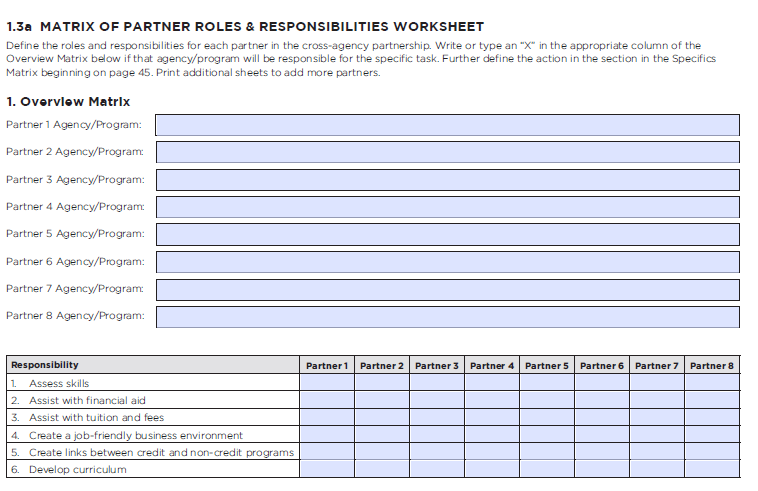 1.3a MATRIX OF PARTNER ROLES & RESPONSIBILITIES WORKSHEET
Define the roles and responsibilities for each partner in the cross-agency partnership. Write or type an “X” in the appropriate column of the
Overview Matrix below if that agency/program will be responsible for the specific task. Further define the action in the section in the Specifics
Matrix beginning on page 45. Print additional sheets to add more partners.
1. Overview Matrix
Partner 1 Agency/Program:
Partner 2 Agency/Program:
Partner 3 Agency/Program:
Partner 4 Agency/Program:
Partner 5 Agency/Program:
Partner 6 Agency/Program:
Partner 7 Agency/Program:
Partner 8 Agency/Program:
Responsibility Partner 1 Partner 2 Partner 3 Partner 4 Partner 5 Partner 6 Partner 7 Partner 8
1. Assess skills
2. Assist with financial aid
3. Assist with tuition and fees
4. Create a job-friendly business environment
5. Create links between credit and non-credit programs
6. Develop curriculum